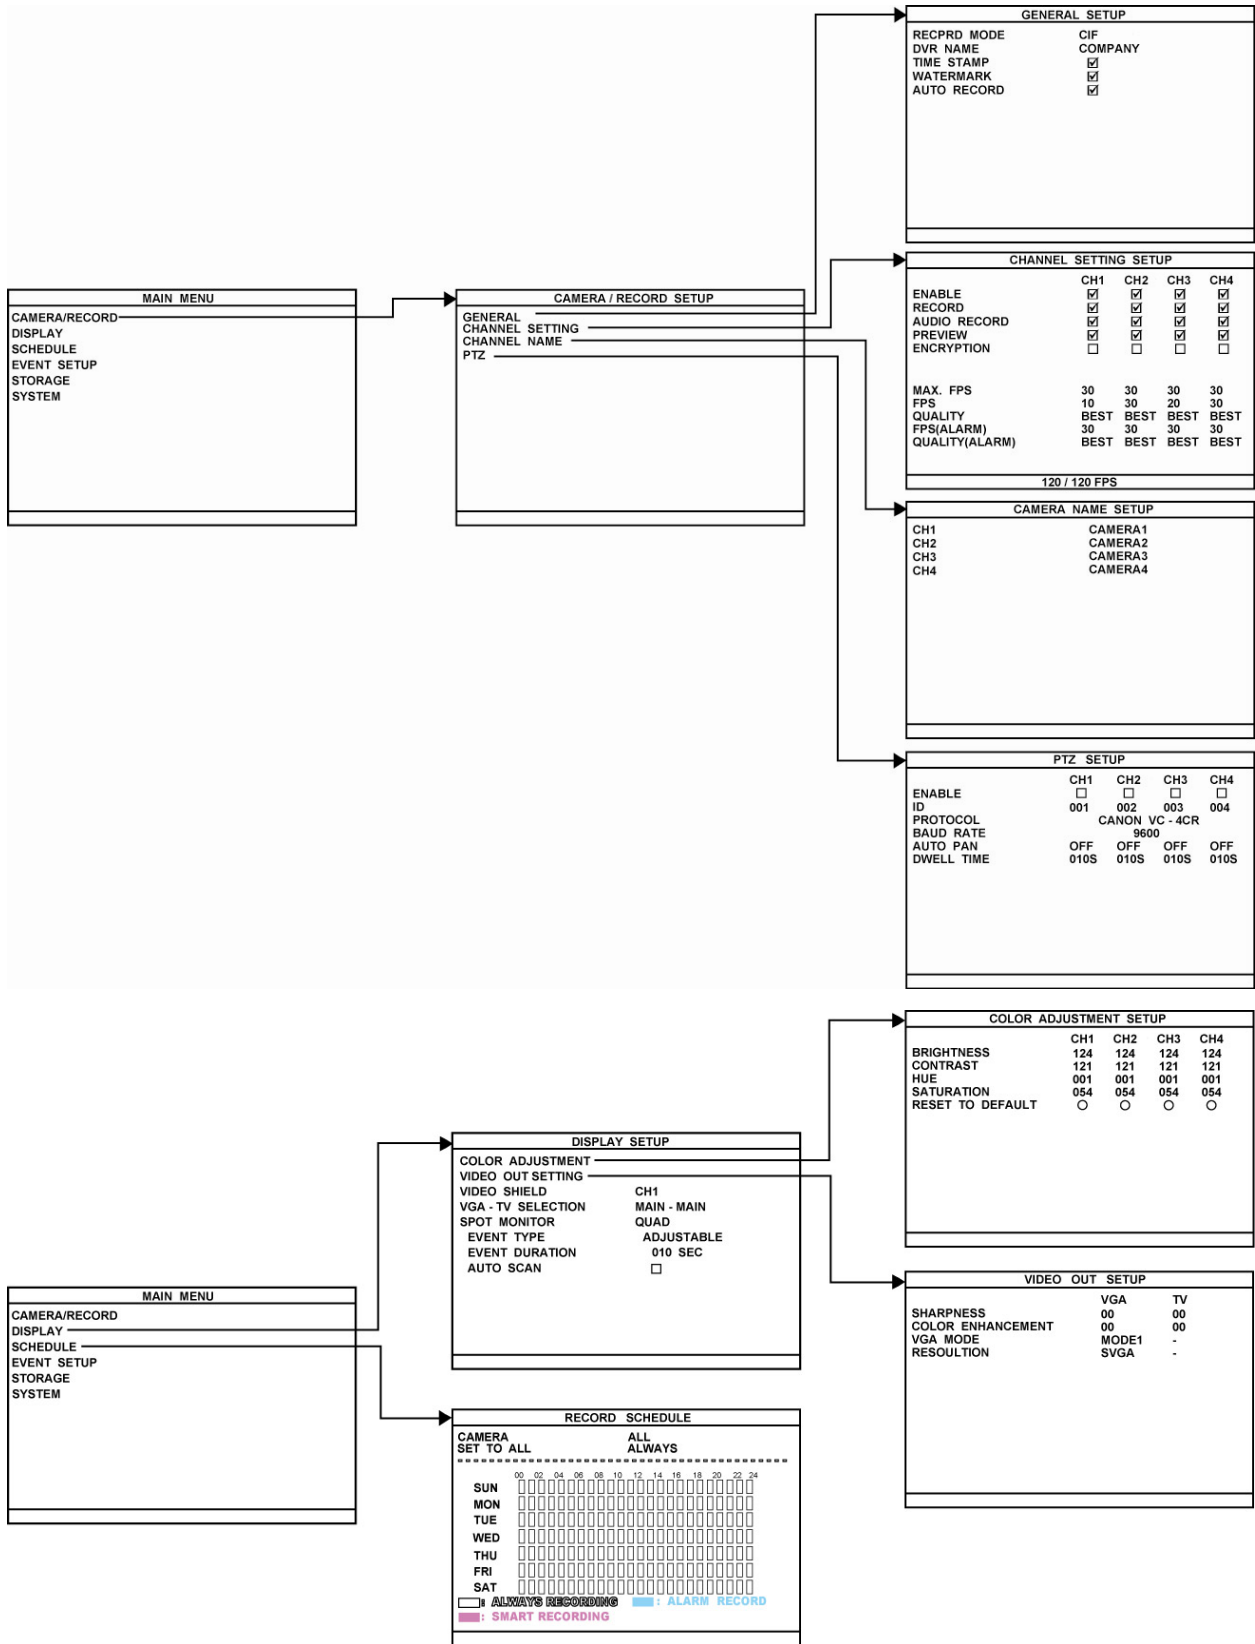 GENERAL SETUP
RECPRD MODE CIF
DVR NAME COMPANY
TIME STAMP
WATERMARK
AUTO RECORD
MAIN MENU
CAMERA/RECORD
DISPLAY
SCHEDULE
EVENT SETUP
STORAGE
SYSTEM
CAMERA / RECORD SETUP
GENERAL
CHANNEL SETTING
CHANNEL NAME
PTZ
CHANNEL SETTING SETUP
CH1 CH2 CH3 CH4
ENABLE
RECORD
AUDIO RECORD
PREVIEW
ENCRYPTION
MAX. FPS 30 30 30 30
FPS 10 30 20 30
QUALITY BEST BEST BEST BEST
FPS(ALARM) 30 30 30 30
QUALITY(ALARM) BEST BEST BEST BEST
120 / 120 FPS
CAMERA NAME SETUP
CH1 CAMERA1
CH2 CAMERA2
CH3 CAMERA3
CH4 CAMERA4
PTZ SETUP
CH1 CH2 CH3 CH4
ENABLE
ID 001 002 003 004
PROTOCOL CANON VC - 4CR
BAUD RATE 9600
AUTO PAN OFF OFF OFF OFF
DWELL TIME 010S 010S 010S 010S
MAIN MENU
CAMERA/RECORD
DISPLAY
SCHEDULE
EVENT SETUP
STORAGE
SYSTEM
DISPLAY SETUP
COLOR ADJUSTMENT
VIDEO OUT SETTING
VIDEO SHIELD CH1
VGA - TV SELECTION MAIN - MAIN
SPOT MONITOR QUAD
EVENT TYPE ADJUSTABLE
EVENT DURATION 010 SEC
AUTO SCAN
COLOR ADJUSTMENT SETUP
CH1 CH2 CH3 CH4
BRIGHTNESS 124 124 124 124
CONTRAST 121 121 121 121
HUE 001 001 001 001
SATURATION 054 054 054 054
RESET TO DEFAULT
VIDEO OUT SETUP
VGA TV
SHARPNESS 00 00
COLOR ENHANCEMENT 00 00
VGA MODE MODE1 -
RESOULTION SVGA -
RECORD SCHEDULE
CAMERA ALL
SET TO ALL ALWAYS
00 02 04 06 08 10 12 14 16 18 20 22 24
SUN
MON
TUE
WED
THU
FRI
SAT
: ALWAYS RECORDING : ALARM RECORD
: SMART RECORDING